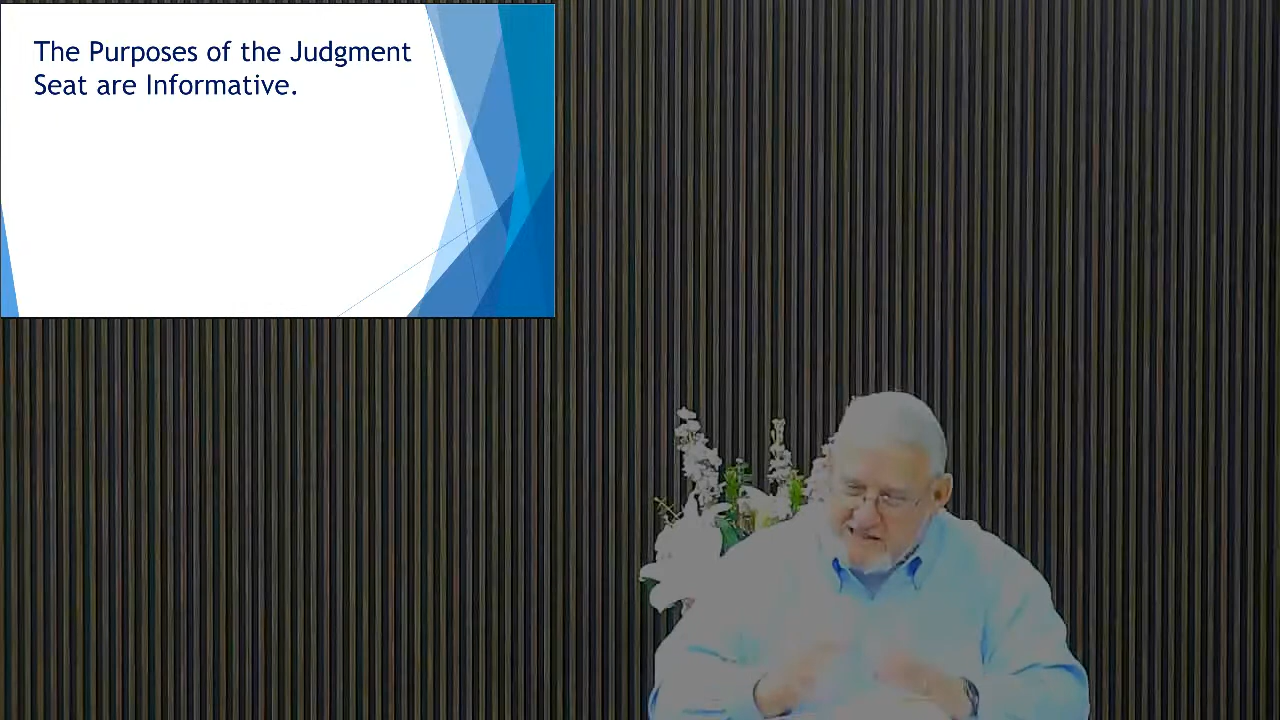 The Purposes of the Judgment
Seat are Informative.